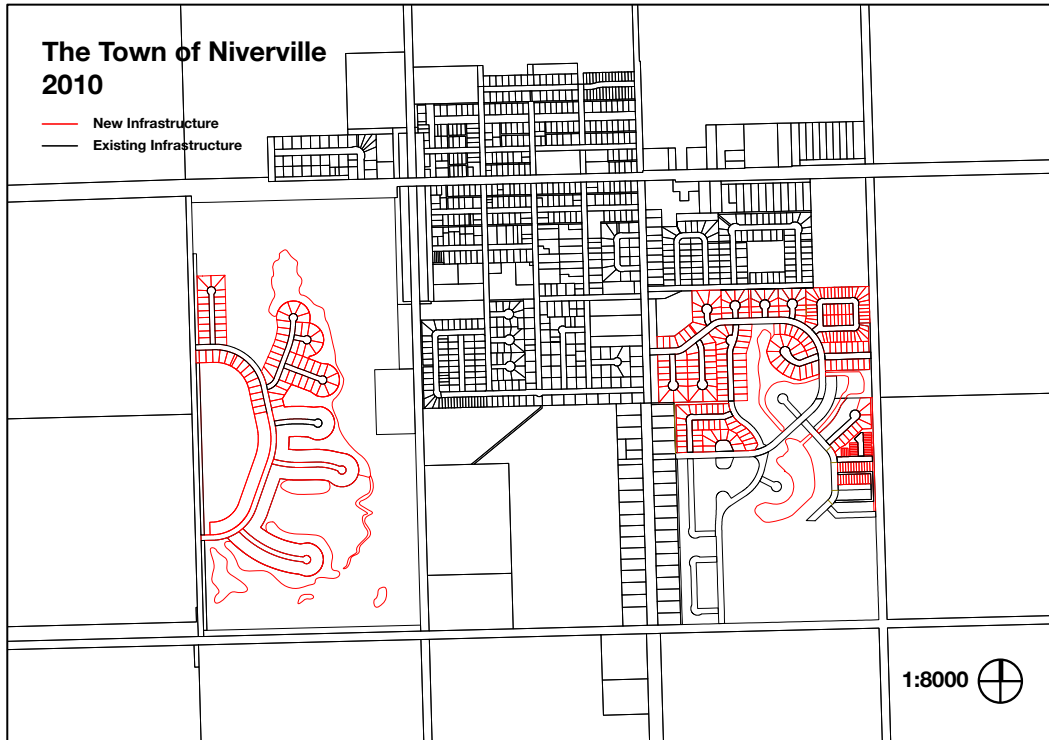 The Town of Niverville
2010
New Infrastructure
Existing Infrastructure
1:8000